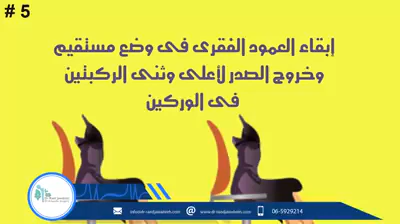 # 5
إبقاء العمود الفقرى فى وضع مستقيم
وخروج الصدر لأعلى وثنى الركبتين
فى الوركين
06-5929214